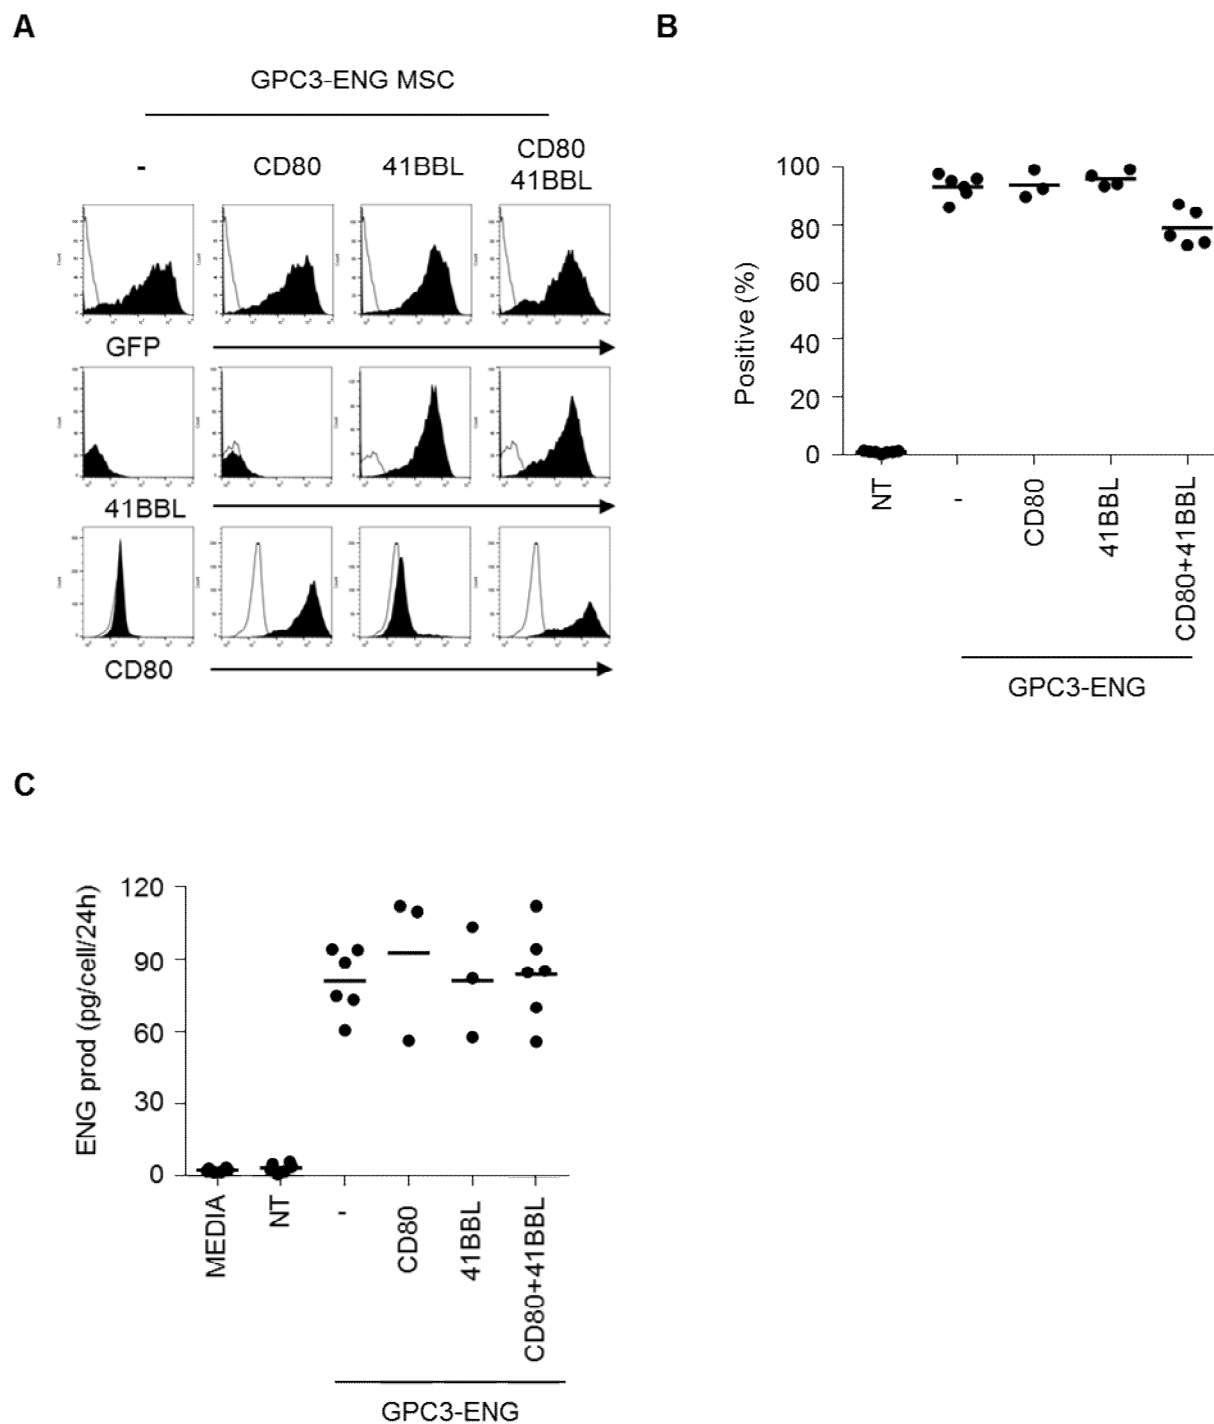 A
GPC3-ENG MSC
-
CD80
41BBL
CD80
41BBL
GFP
41BBL
CD80
B
Positive (%)
100
80
60
40
20
0
NT
-
CD80
41BBL
CD80+41BBL
GPC3-ENG
C
ENG prod (pg/cell/24h)
120
90
60
30
0
MEDIA
NT
-
CD80
41BBL
CD80+41BBL
GPC3-ENG